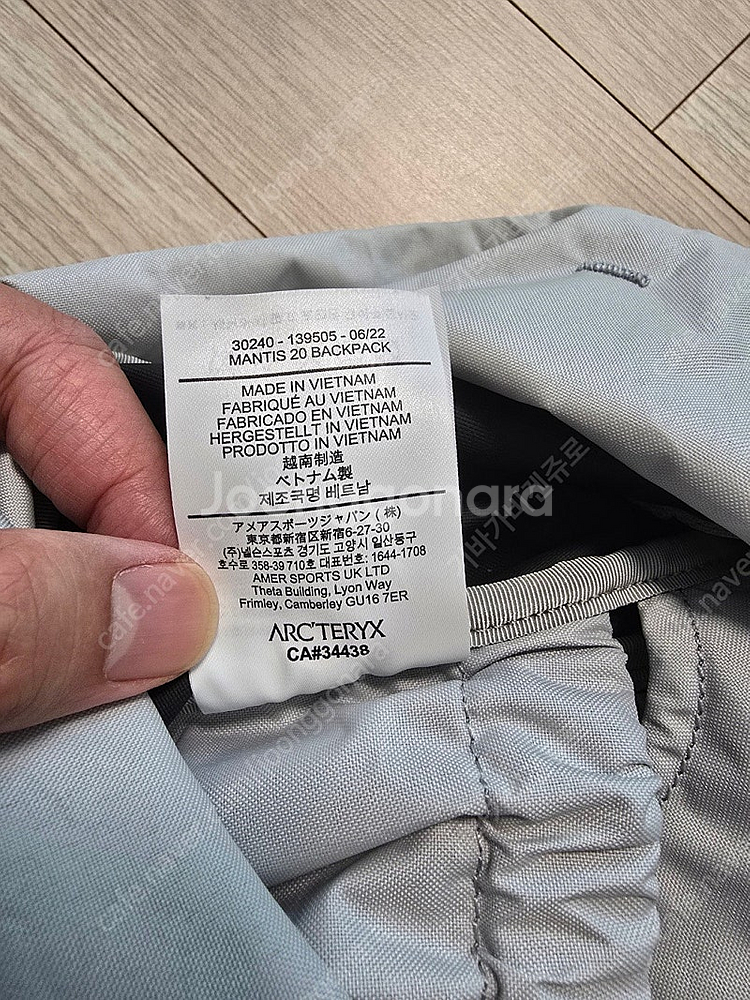 30240 - 139505 - 06/22
MANTIS 20 BACKPACK
MADE IN VIETNAM
FABRIQUÉ AU VIETNAM
FABRICADO EN VIETNAM
HERGESTELLT IN VIETNAM
PRODOTTO IN VIETNAM
越南制造
ベトナム製
제조국명 베트남
Joonggonara
アメアスポーツジャパン (株)
東京都新宿区新宿6-27-30
(주)넬슨스포츠 경기도 고양시 일산동구
호수로 358-39 710호 대표번호: 1644-1708
AMER SPORTS UK LTD
Theta Building, Lyon Way
Frimley, Camberley GU16 7ER
ARC'TERYX
CA#34438